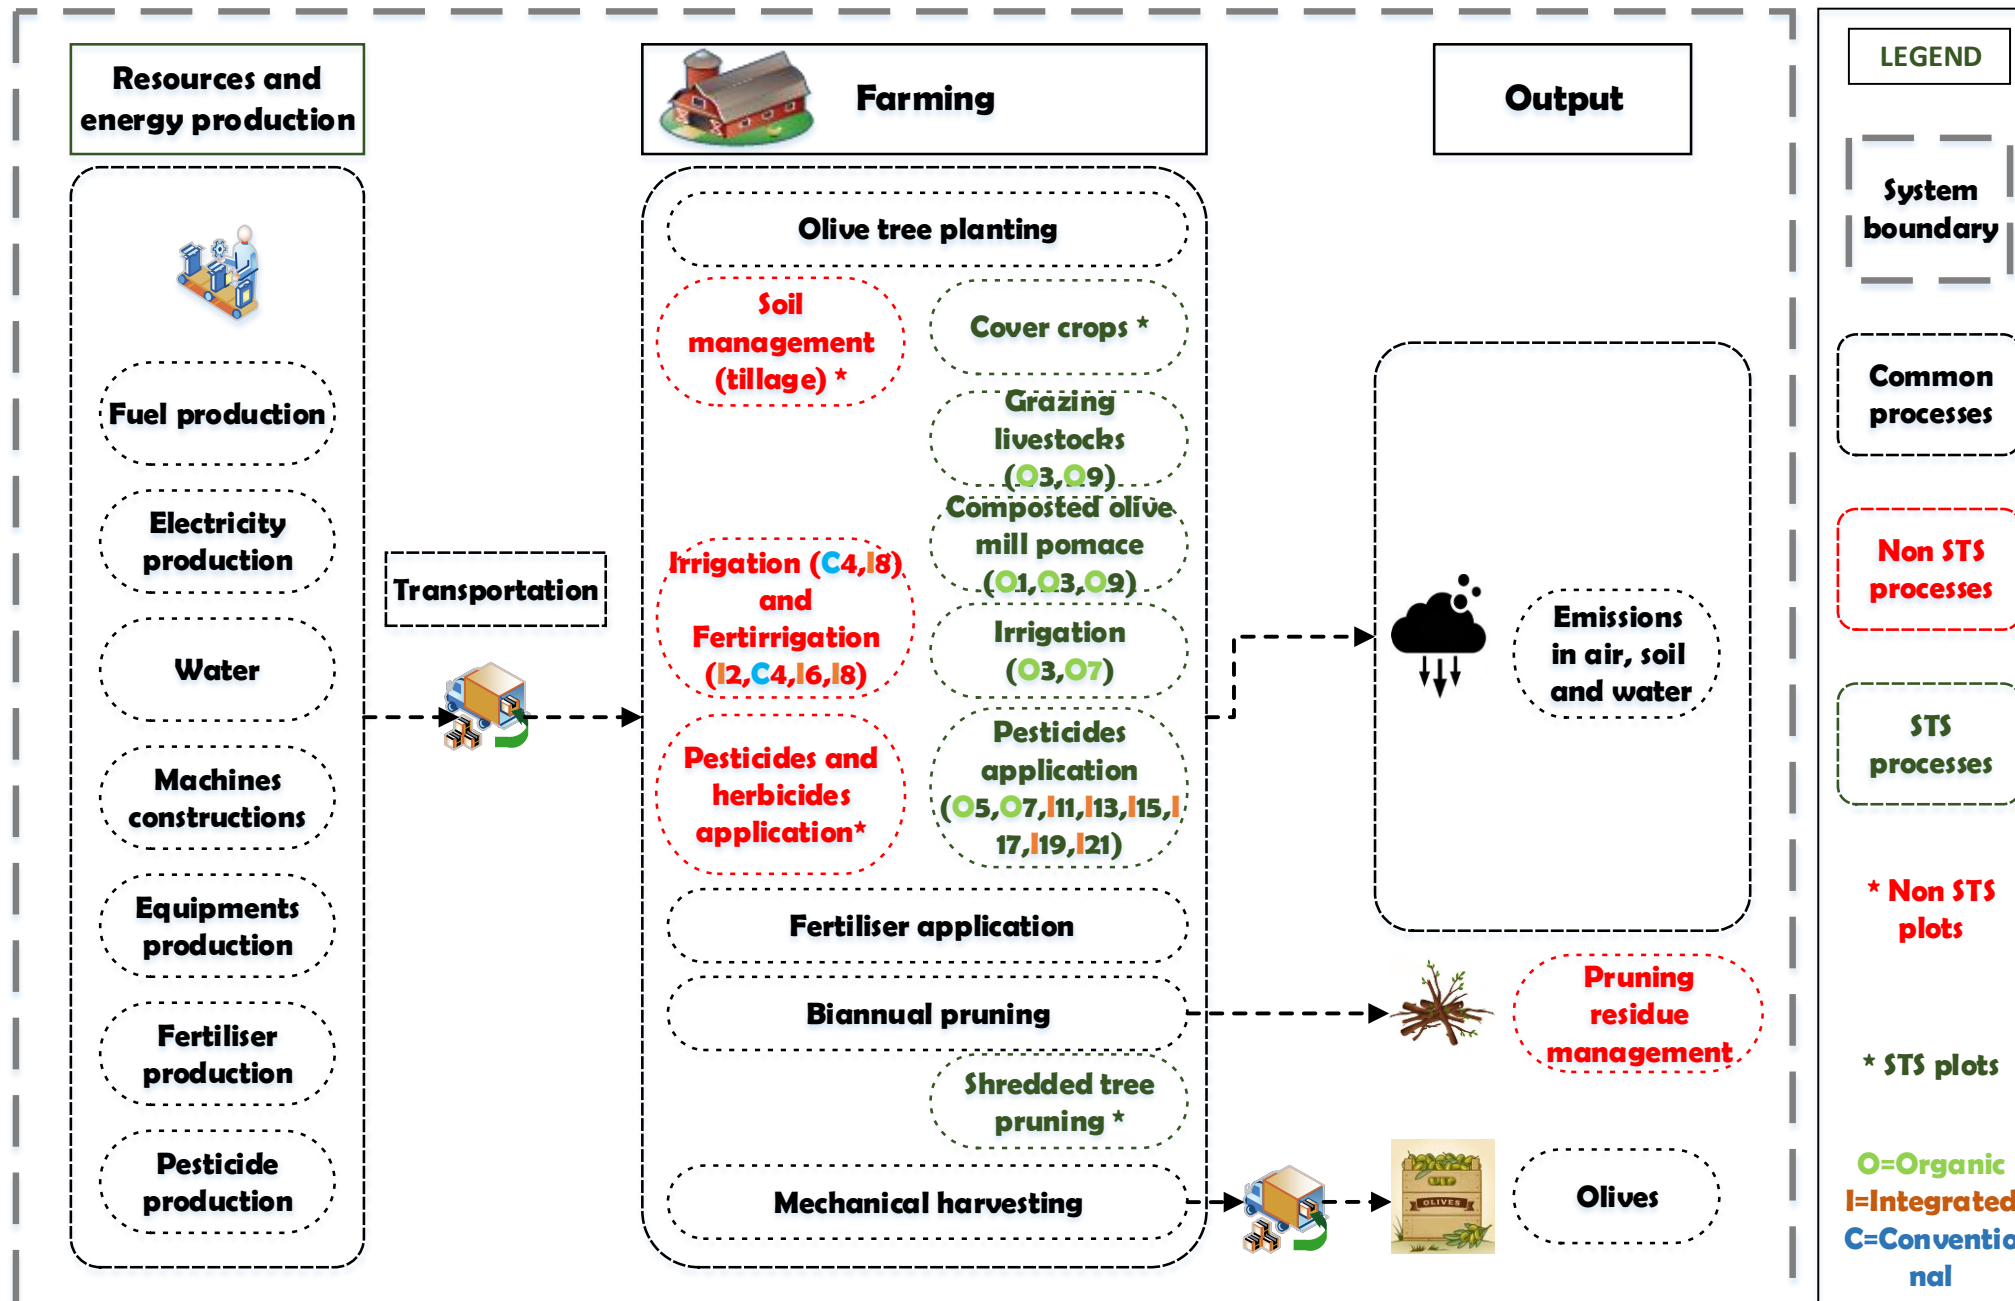 Resources and
energy production
Fuel production
Electricity
production
Water
Machines
constructions
Equipments
production
Fertiliser
production
Pesticide
production
Transportation
Farming
Olive tree planting
Soil
management
(tillage) *
Cover crops *
Grazing
livestocks
(O3,O9)
Composted olive
mill pomace
(O1,O3,O9)
Irrigation (C4,I8)
and
Fertirrigation
(I2,C4,I6,I8)
Irrigation
(O3,O7)
Pesticides and
herbicides
application*
Pesticides
application
(O5,O7,I11,I13,I15,I
17,I19,I21)
Fertiliser application
Biannual pruning
Shredded tree
pruning *
Mechanical harvesting
Output
Emissions
in air, soil
and water
Pruning
residue
management
OLIVES
Olives
LEGEND
System
boundary
Common
processes
Non STS
processes
STS
processes
* Non STS
plots
* STS plots
O=Organic
I=Integrated
C=Conventio
nal